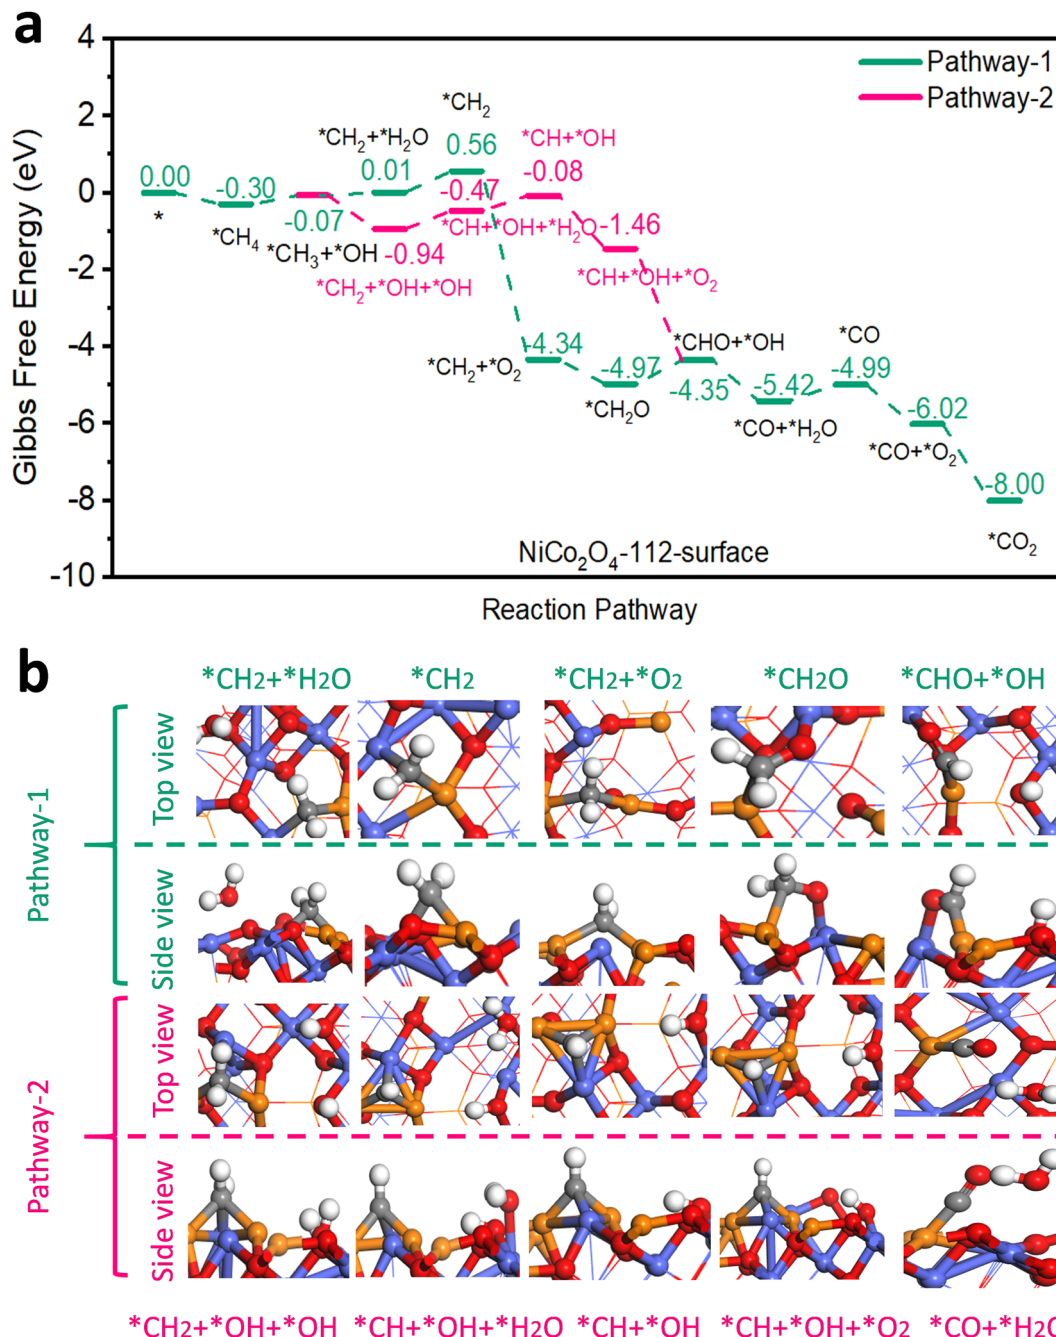 a
Gibbs Free Energy (eV)
4
2
0
-2
-4
-6
-8
-10
Pathway-1
Pathway-2
0.00
*
-0.30
*CH₄
-0.07
*CH₃+*OH
*CH₂+*H₂O
0.01
*CH₂
0.56
-0.94
*CH₂+*OH+*OH
-0.47
*CH+*OH+*H₂O
*CH+*OH
-0.08
-1.46
*CH+*OH+*O₂
-4.34
*CH₂+*O₂
-4.97
*CH₂O
*CHO+*OH
-4.35
-5.42
*CO+*H₂O
*CO
-4.99
-6.02
*CO+*O₂
-8.00
*CO₂
NiCo₂O₄-112-surface
Reaction Pathway
b
*CH2+*H2O *CH2 *CH2+*O2 *CH2O *CHO+*OH
Pathway-1
Top view
Side view
Pathway-2
Top view
Side view
*CH2+*OH+*OH *CH+*OH+*H2O *CH+*OH *CH+*OH+*O2 *CO+*H2O